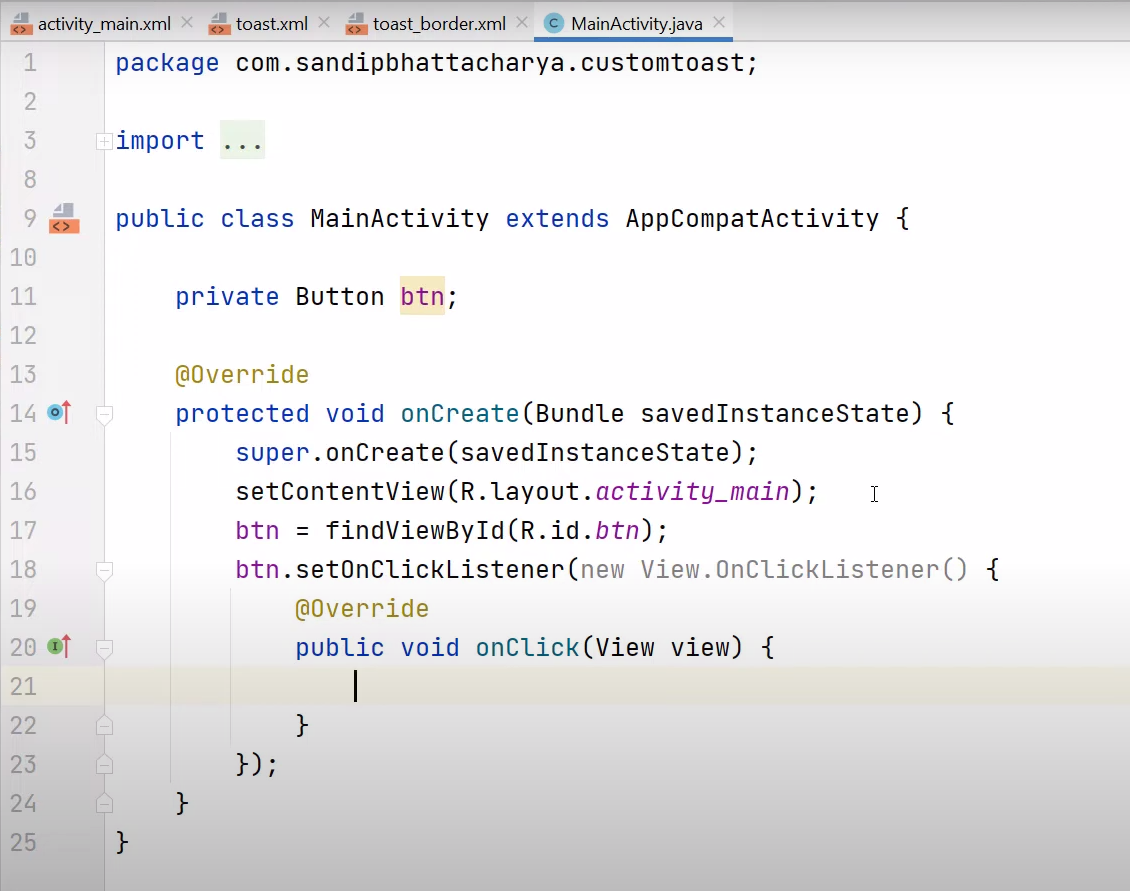 activity_main.xml toast.xml toast_border.xml MainActivity.java
1 package com.sandipbhattacharya.customtoast;
2
3 import ...
8
9 public class MainActivity extends AppCompatActivity {
10
11 private Button btn;
12
13 @Override
14 protected void onCreate(Bundle savedInstanceState) {
15 super.onCreate(savedInstanceState);
16 setContentView(R.layout.activity_main);
17 btn = findViewById(R.id.btn);
18 btn.setOnClickListener(new View.OnClickListener() {
19 @Override
20 public void onClick(View view) {
21
22 }
23 });
24 }
25 }